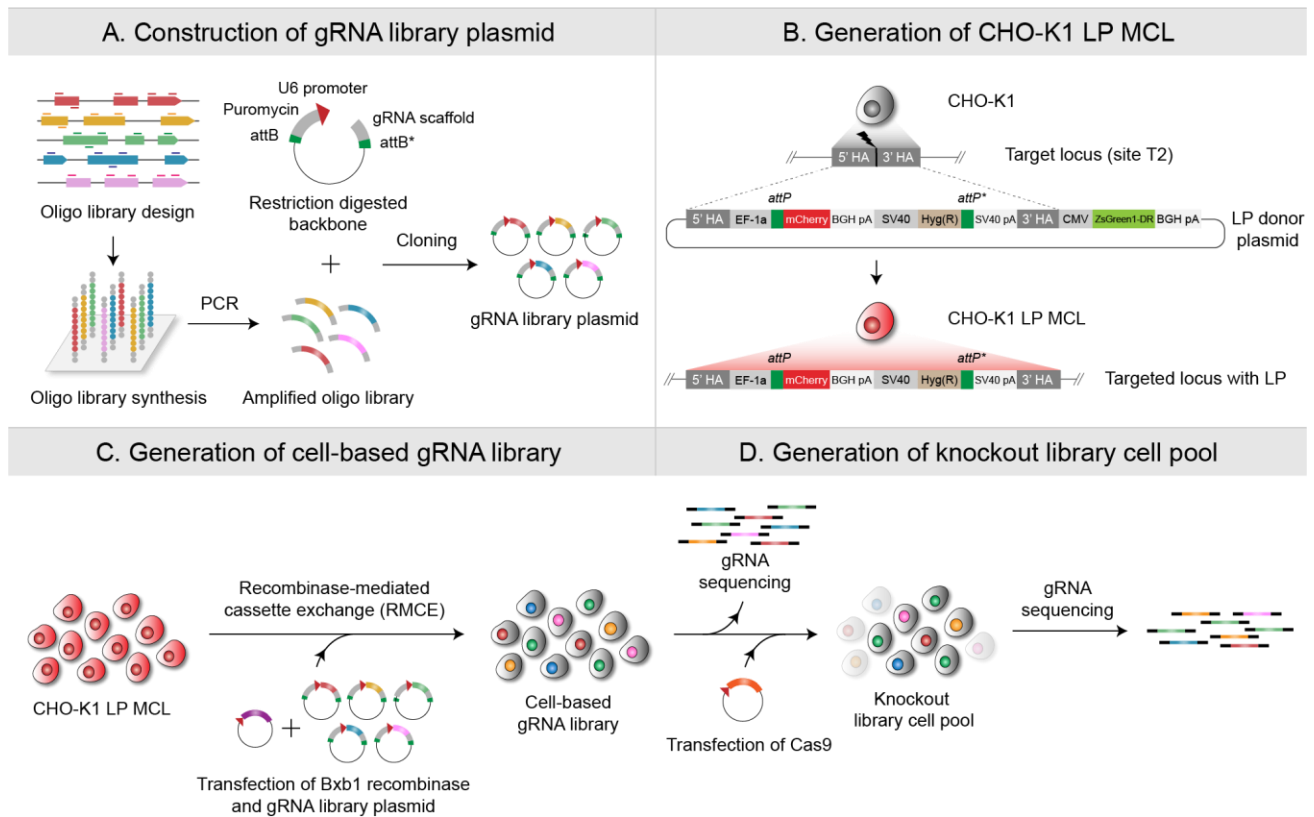 A. Construction of gRNA library plasmid
U6 promoter
Puromycin
attB
gRNA scaffold
attB*
Oligo library design
Restriction digested
backbone
+
Cloning
PCR
gRNA library plasmid
Oligo library synthesis
Amplified oligo library
B. Generation of CHO-K1 LP MCL
CHO-K1
5' HA
3' HA
Target locus (site T2)
attP
attP*
5' HA
EF-1a
mCherry
BGH pA
SV40
Hyg(R)
SV40 pA
3' HA
CMV
ZsGreen1-DR
BGH pA
LP donor
plasmid
CHO-K1 LP MCL
attP
attP*
5' HA
EF-1a
mCherry
BGH pA
SV40
Hyg(R)
SV40 pA
3' HA
Targeted locus with LP
C. Generation of cell-based gRNA library
Recombinase-mediated
cassette exchange (RMCE)
CHO-K1 LP MCL
+
Transfection of Bxb1 recombinase
and gRNA library plasmid
Cell-based
gRNA library
D. Generation of knockout library cell pool
gRNA
sequencing
Transfection of Cas9
Knockout
library cell pool
gRNA
sequencing